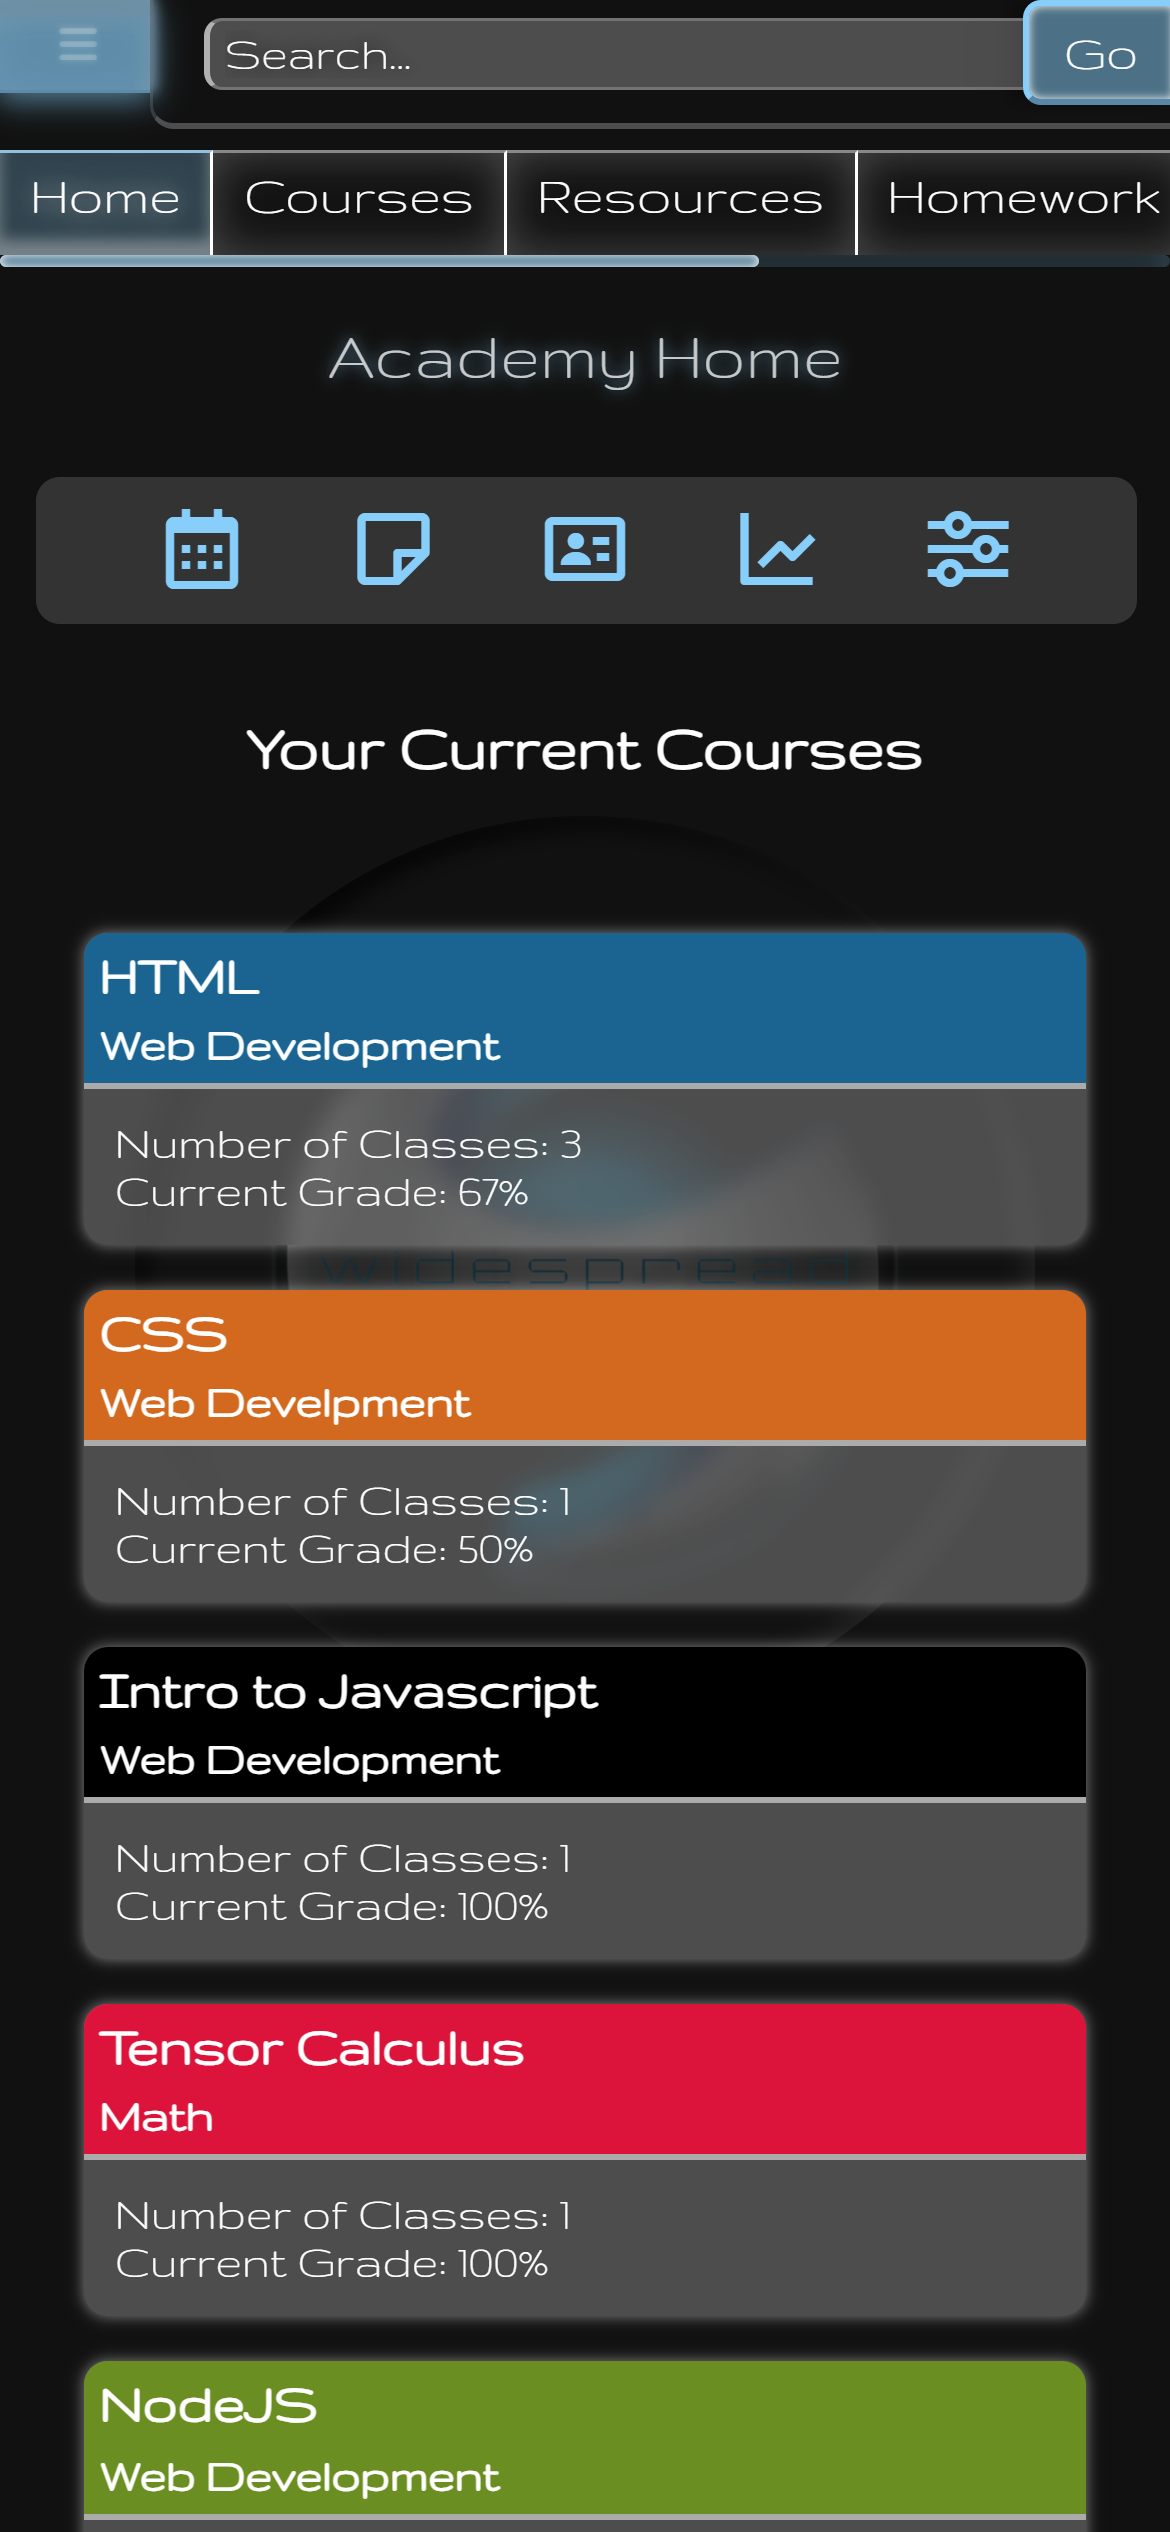 Search...
Go
Home
Courses
Resources
Homework
Academy Home
Your Current Courses
HTML
Web Development
Number of Classes: 3
Current Grade: 67%
widespread
CSS
Web Develpment
Number of Classes: 1
Current Grade: 50%
Intro to Javascript
Web Development
Number of Classes: 1
Current Grade: 100%
Tensor Calculus
Math
Number of Classes: 1
Current Grade: 100%
NodeJS
Web Development